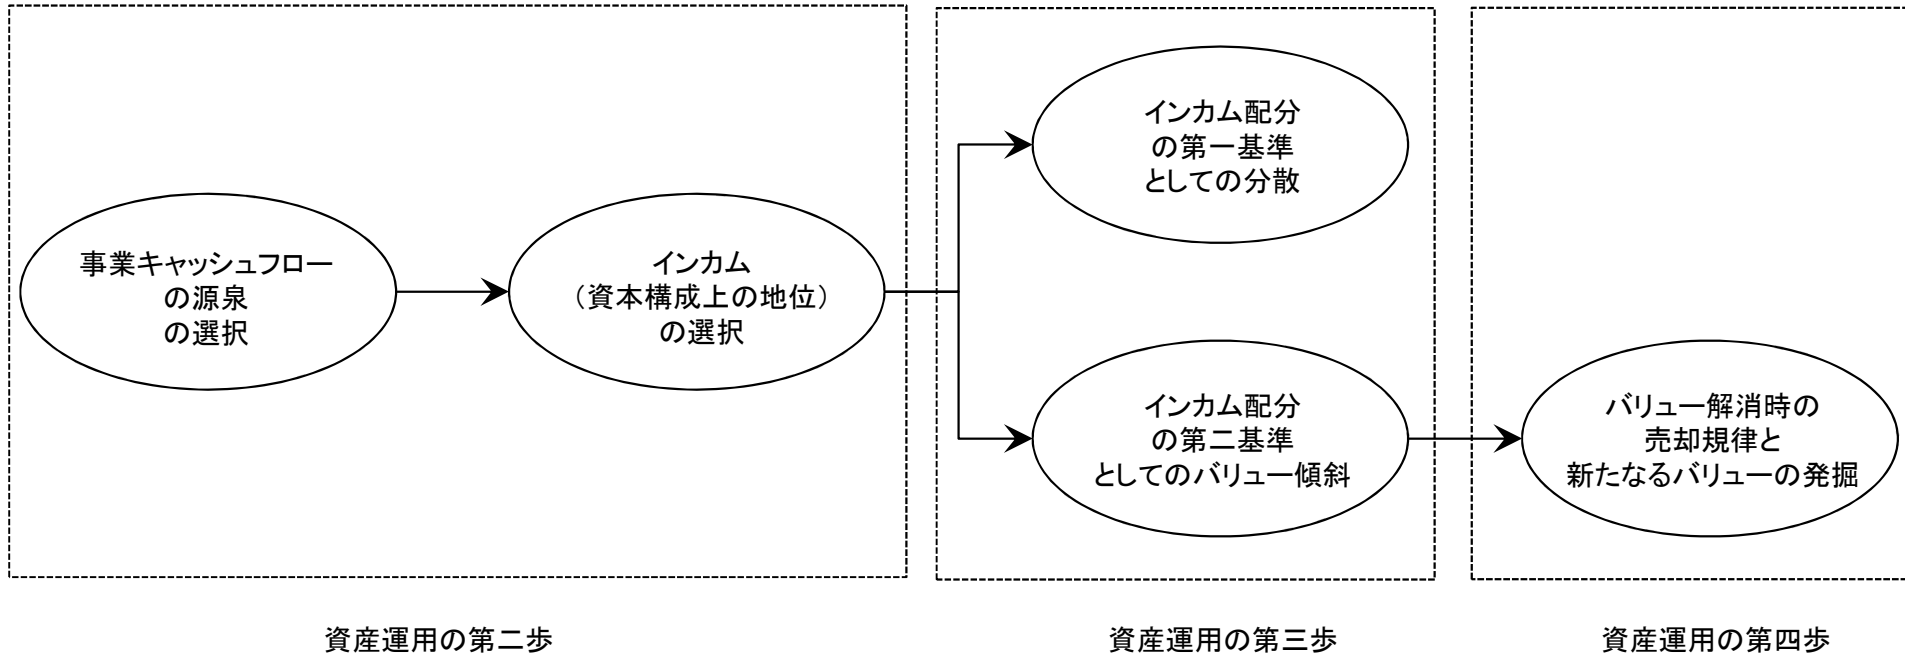 事業キャッシュフロー
の源泉
の選択
インカム
（資本構成上の地位）
の選択
インカム配分
の第一基準
としての分散
インカム配分
の第二基準
としてのバリュー傾斜
バリュー解消時の
売却規律と
新たなるバリューの発掘
資産運用の第二歩
資産運用の第三歩
資産運用の第四歩